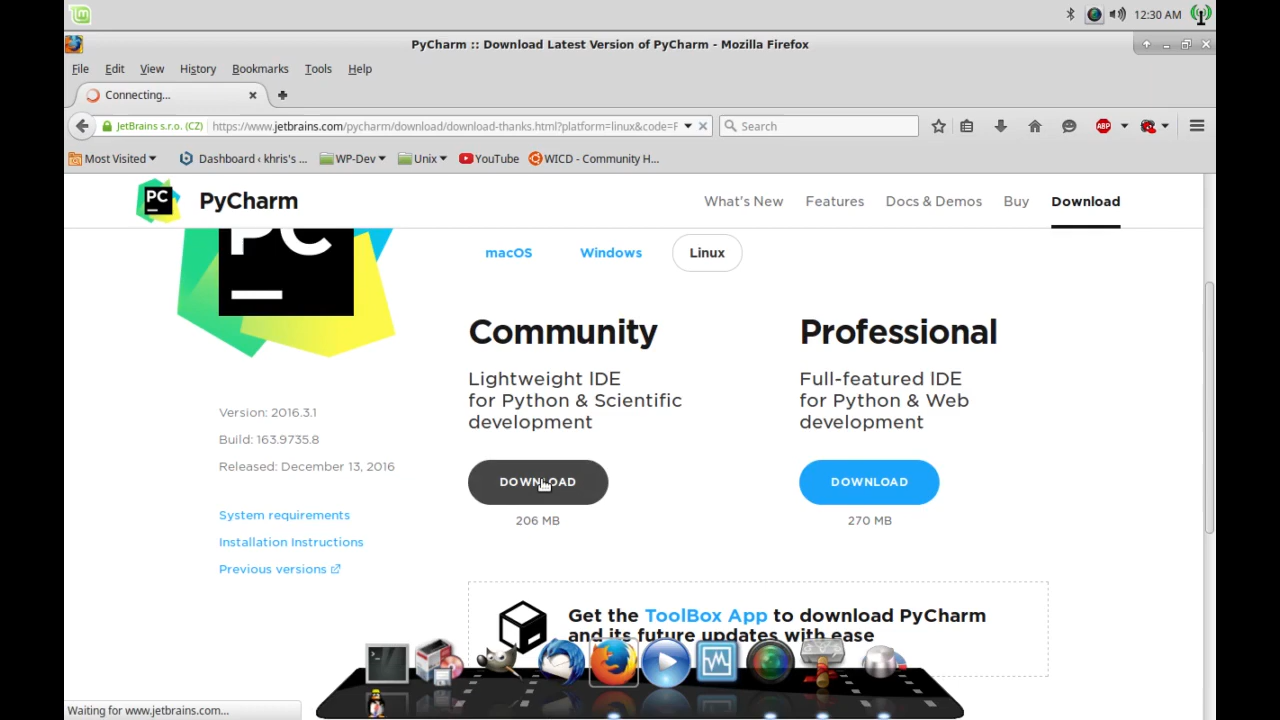 12:30 AM
PyCharm :: Download Latest Version of PyCharm - Mozilla Firefox
File Edit View History Bookmarks Tools Help
Connecting...
JetBrains s.r.o. (CZ) https://www.jetbrains.com/pycharm/download/download-thanks.html?platform=linux&code=F Search ABP
Most Visited Dashboard ‹ khris's ... WP-Dev Unix YouTube WICD - Community H...
PC PyCharm What's New Features Docs & Demos Buy Download
PC
macOS Windows Linux
Community Professional
Lightweight IDE
for Python & Scientific
development
Full-featured IDE
for Python & Web
development
Version: 2016.3.1
Build: 163.9735.8
Released: December 13, 2016
DOWNLOAD DOWNLOAD
206 MB 270 MB
System requirements
Installation Instructions
Previous versions
Get the ToolBox App to download PyCharm
and its future updates with ease
Waiting for www.jetbrains.com...